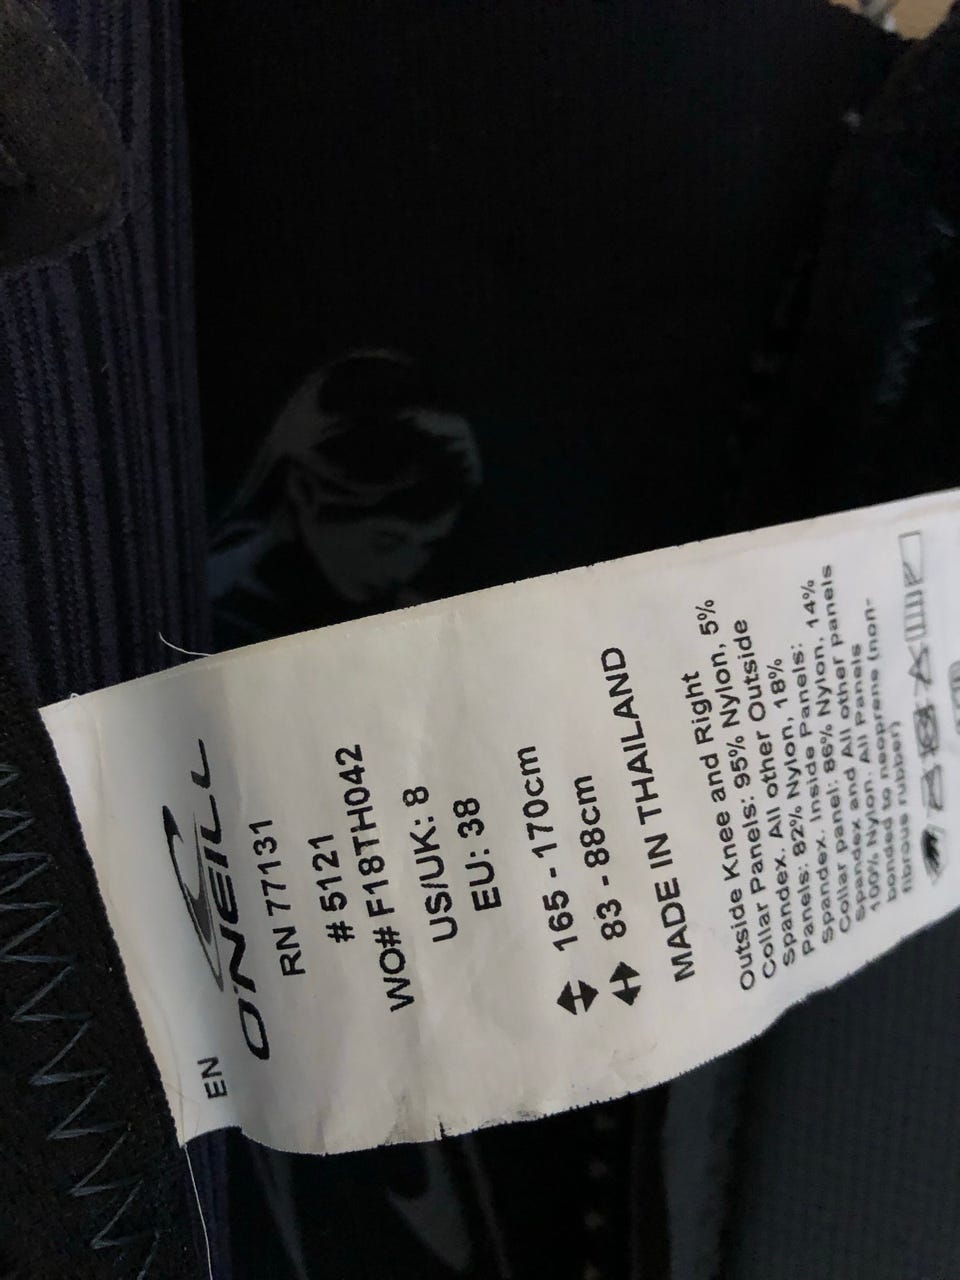 EN
O'NEILL
RN 77131
# 5121
WO# F18TH042
US/UK: 8
EU: 38
165 - 170cm
83 - 88cm
MADE IN THAILAND
Outside Knee and Right
Collar Panels: 95% Nylon, 5%
Spandex. All other Outside
Panels: 82% Nylon, 18%
Spandex. Inside Panels:
Collar panel: 86% Nylon, 14%
Spandex and All other panels
100% Nylon. All Panels
bonded to neoprene (non-
fibrous rubber)